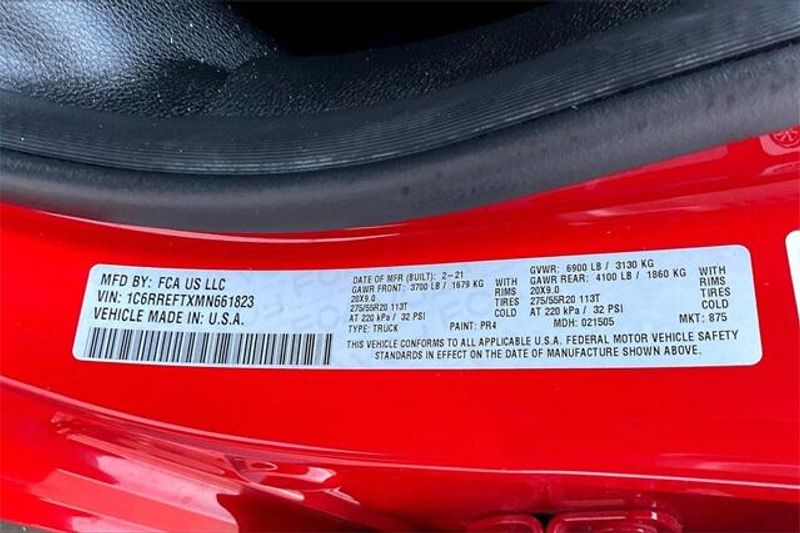 MFD BY: FCA US LLC
VIN: 1C6RREFTXMN661823
VEHICLE MADE IN: U.S.A.
DATE OF MFR (BUILT): 2-21
GAWR FRONT: 3700 LB / 1679 KG WITH
20X9.0 RIMS
275/55R20 113T TIRES
AT 220 kPa / 32 PSI COLD
TYPE: TRUCK PAINT: PR4
GVWR: 6900 LB / 3130 KG
GAWR REAR: 4100 LB / 1860 KG WITH
20X9.0 RIMS
275/55R20 113T TIRES
AT 220 kPa / 32 PSI COLD
MDH: 021505 MKT: 875
THIS VEHICLE CONFORMS TO ALL APPLICABLE U.S.A. FEDERAL MOTOR VEHICLE SAFETY
STANDARDS IN EFFECT ON THE DATE OF MANUFACTURE SHOWN ABOVE.